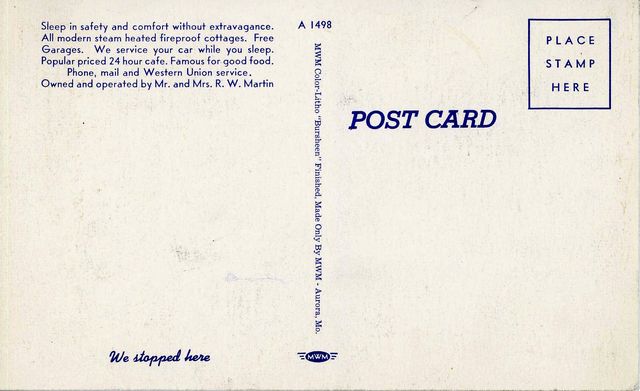 Sleep in safety and comfort without extravagance.
All modern steam heated fireproof cottages. Free
Garages. We service your car while you sleep.
Popular priced 24 hour cafe. Famous for good food.
Phone, mail and Western Union service.
Owned and operated by Mr. and Mrs. R. W. Martin
We stopped here
A 1498
MWM Color-Litho "Bursheen" Finished, Made Only By MWM - Aurora, Mo.
MWM
POST CARD
PLACE
STAMP
HERE